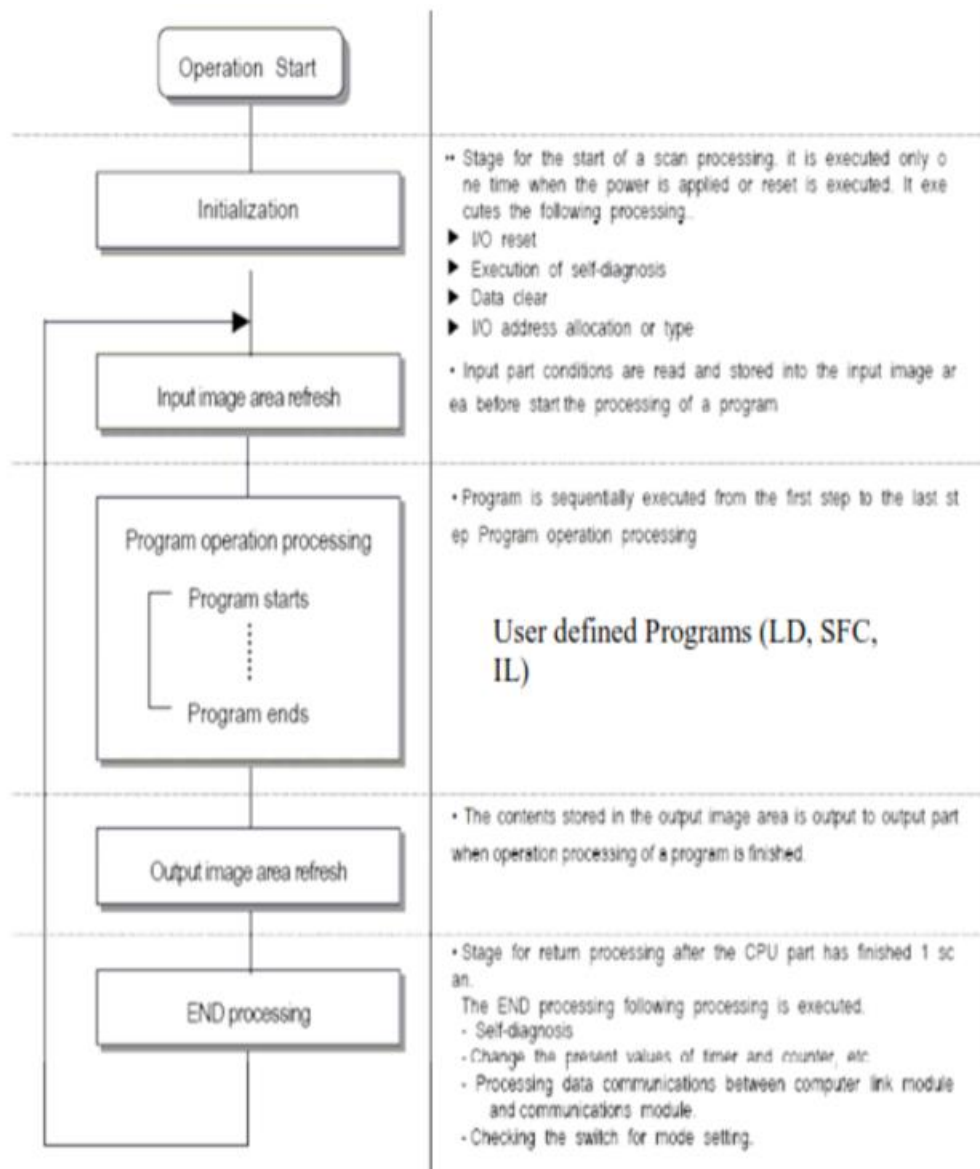 Operation Start
Initialization
•• Stage for the start of a scan processing. it is executed only o
ne time when the power is applied or reset is executed. It exe
cutes the following processing..
▶ I/O reset
▶ Execution of self-diagnosis
▶ Data clear
▶ I/O address allocation or type
Input image area refresh
• Input part conditions are read and stored into the input image ar
ea before start the processing of a program
Program operation processing
Program starts
Program ends
• Program is sequentially executed from the first step to the last st
ep Program operation processing
User defined Programs (LD, SFC,
IL)
Output image area refresh
• The contents stored in the output image area is output to output part
when operation processing of a program is finished.
END processing
• Stage for return processing after the CPU part has finished 1 sc
an.
The END processing following processing is executed.
- Self-diagnosis
- Change the present values of timer and counter, etc
- Processing data communications between computer link module
and communications module.
- Checking the switch for mode setting.